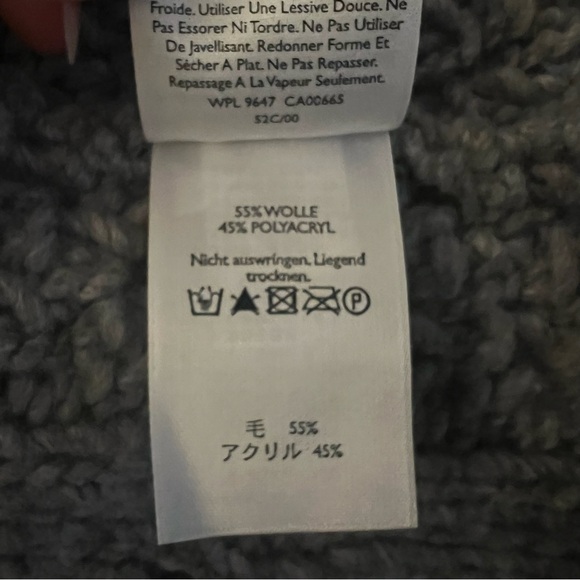 Froide. Utiliser Une Lessive Douce. Ne
Pas Essorer Ni Tordre. Ne Pas Utiliser
De Javellisant. Redonner Forme Et
Sécher A Plat. Ne Pas Repasser.
Repassage A La Vapeur Seulement.
WPL 9647 CA00665
52C/00
55% WOLLE
45% POLYACRYL
Nicht auswringen. Liegend
trocknen.
P
毛 55%
アクリル 45%